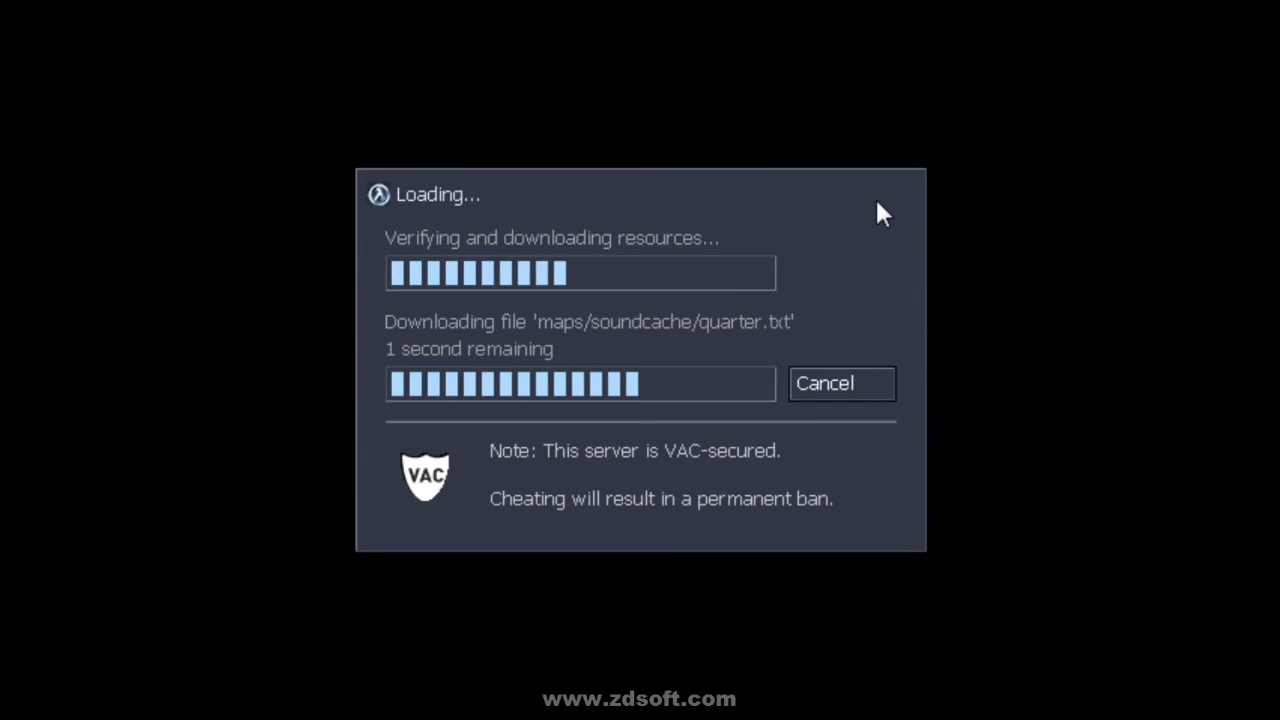 Loading...
Verifying and downloading resources...
Downloading file 'maps/soundcache/quarter.txt'
1 second remaining
Cancel
VAC
Note: This server is VAC-secured.
Cheating will result in a permanent ban.
www.zdsoft.com